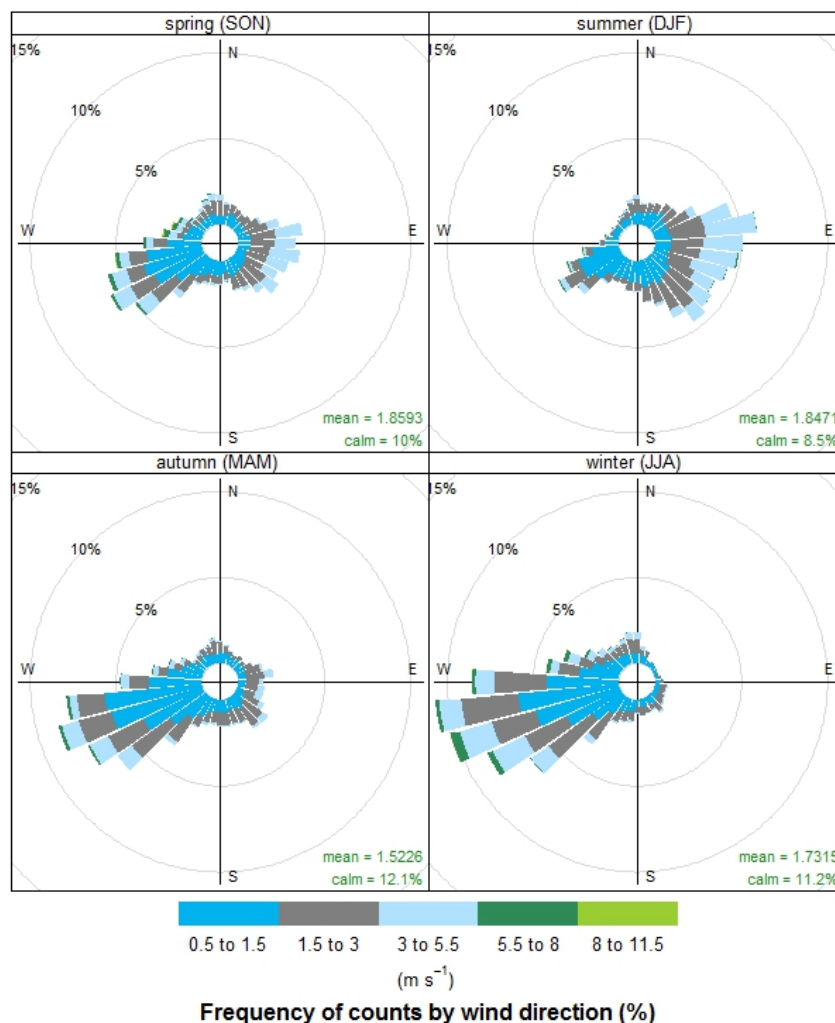 spring (SON)
summer (DJF)
15%
N
10%
5%
W
E
S
mean = 1.8593
calm = 10%
15%
N
10%
5%
W
E
S
mean = 1.8471
calm = 8.5%
autumn (MAM)
winter (JJA)
15%
N
10%
5%
W
E
S
mean = 1.5226
calm = 12.1%
15%
N
10%
5%
W
E
S
mean = 1.7315
calm = 11.2%
0.5 to 1.5 1.5 to 3 3 to 5.5 5.5 to 8 8 to 11.5
(m s⁻¹)
Frequency of counts by wind direction (%)